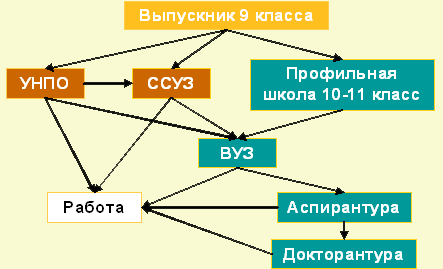 Выпускник 9 класса
УНПО
ССУЗ
Профильная
школа 10-11 класс
ВУЗ
Работа
Аспирантура
Докторантура